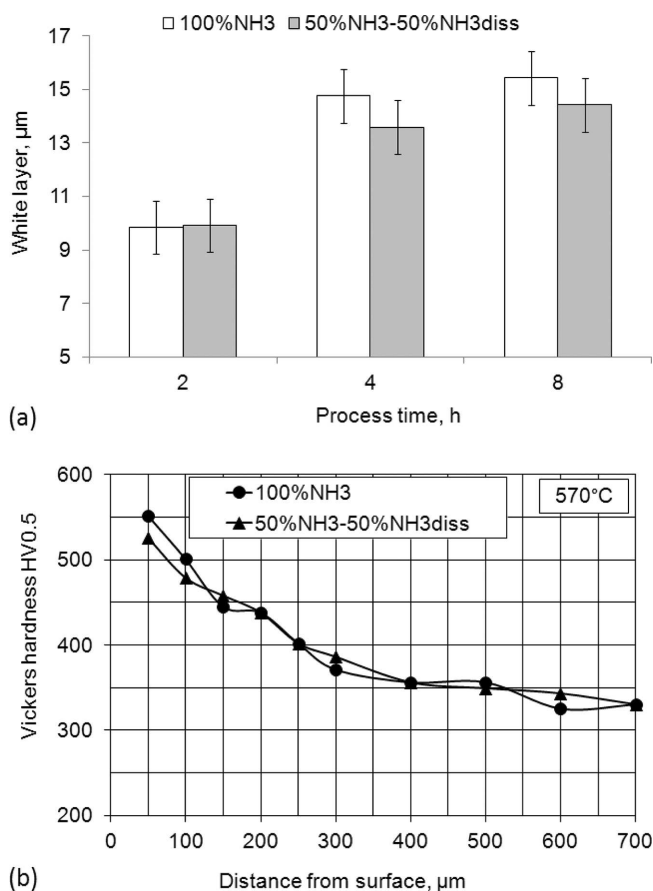 100%NH3 50%NH3-50%NH3diss
17
15
13
11
9
7
5
White layer, µm
2 4 8
Process time, h
(a)
600
500
400
300
200
Vickers hardness HV0.5
100%NH3
50%NH3-50%NH3diss
570°C
0 100 200 300 400 500 600 700
Distance from surface, µm
(b)